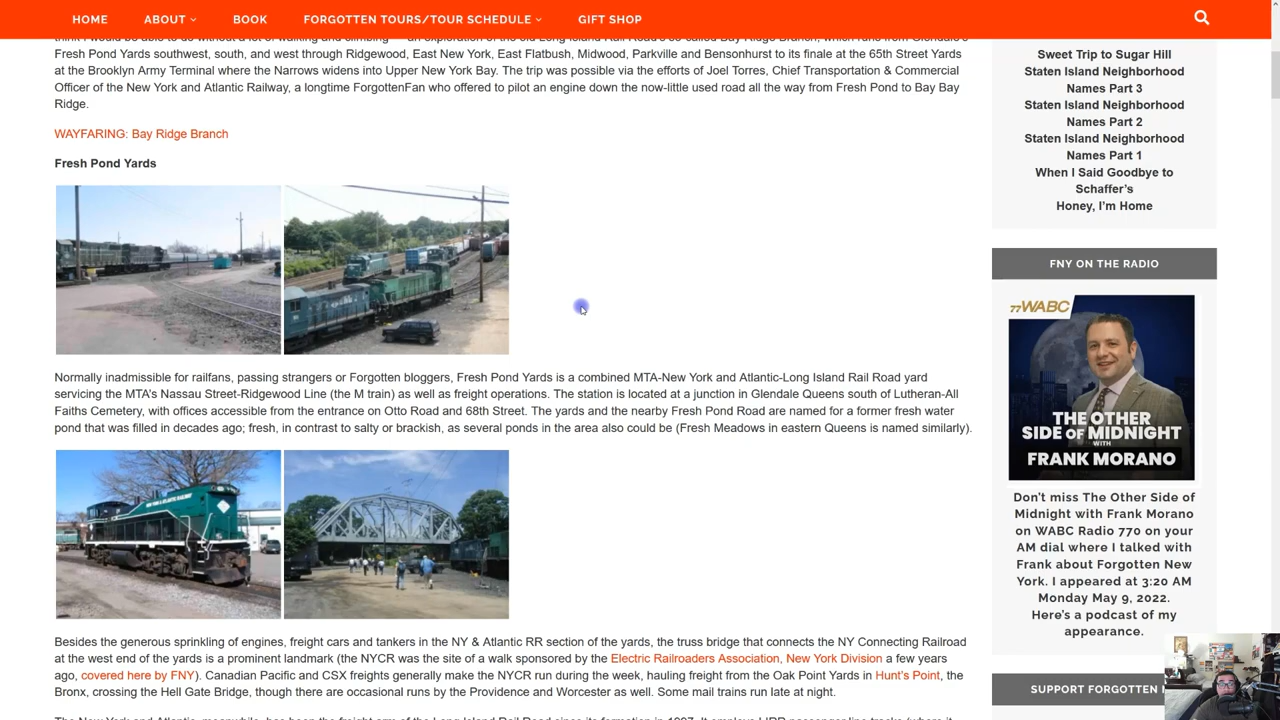 HOME
ABOUT
BOOK
FORGOTTEN TOURS/TOUR SCHEDULE
GIFT SHOP
think I would be able to do without a lot of walking and climbing
Fresh Pond Yards southwest, south, and west through Ridgewood, East New York, East Flatbush, Midwood, Parkville and Bensonhurst to its finale at the 65th Street Yards
at the Brooklyn Army Terminal where the Narrows widens into Upper New York Bay. The trip was possible via the efforts of Joel Torres, Chief Transportation & Commercial
Officer of the New York and Atlantic Railway, a longtime ForgottenFan who offered to pilot an engine down the now-little used road all the way from Fresh Pond to Bay Bay
Ridge.
WAYFARING: Bay Ridge Branch
Fresh Pond Yards
Normally inadmissible for railfans, passing strangers or Forgotten bloggers, Fresh Pond Yards is a combined MTA-New York and Atlantic-Long Island Rail Road yard
servicing the MTA's Nassau Street-Ridgewood Line (the M train) as well as freight operations. The station is located at a junction in Glendale Queens south of Lutheran-All
Faiths Cemetery, with offices accessible from the entrance on Otto Road and 68th Street. The yards and the nearby Fresh Pond Road are named for a former fresh water
pond that was filled in decades ago; fresh, in contrast to salty or brackish, as several ponds in the area also could be (Fresh Meadows in eastern Queens is named similarly).
Besides the generous sprinkling of engines, freight cars and tankers in the NY & Atlantic RR section of the yards, the truss bridge that connects the NY Connecting Railroad
at the west end of the yards is a prominent landmark (the NYCR was the site of a walk sponsored by the Electric Railroaders Association, New York Division a few years
ago, covered here by FNY). Canadian Pacific and CSX freights generally make the NYCR run during the week, hauling freight from the Oak Point Yards in Hunt's Point, the
Bronx, crossing the Hell Gate Bridge, though there are occasional runs by the Providence and Worcester as well. Some mail trains run late at night.
Sweet Trip to Sugar Hill
Staten Island Neighborhood
Names Part 3
Staten Island Neighborhood
Names Part 2
Staten Island Neighborhood
Names Part 1
When I Said Goodbye to
Schaffer's
Honey, I'm Home
FNY ON THE RADIO
77WABC
THE OTHER
SIDE OF MIDNIGHT
WITH
FRANK MORANO
Don't miss The Other Side of
Midnight with Frank Morano
on WABC Radio 770 on your
AM dial where I talked with
Frank about Forgotten New
York. I appeared at 3:20 AM
Monday May 9, 2022.
Here's a podcast of my
appearance.
SUPPORT FORGOTTEN